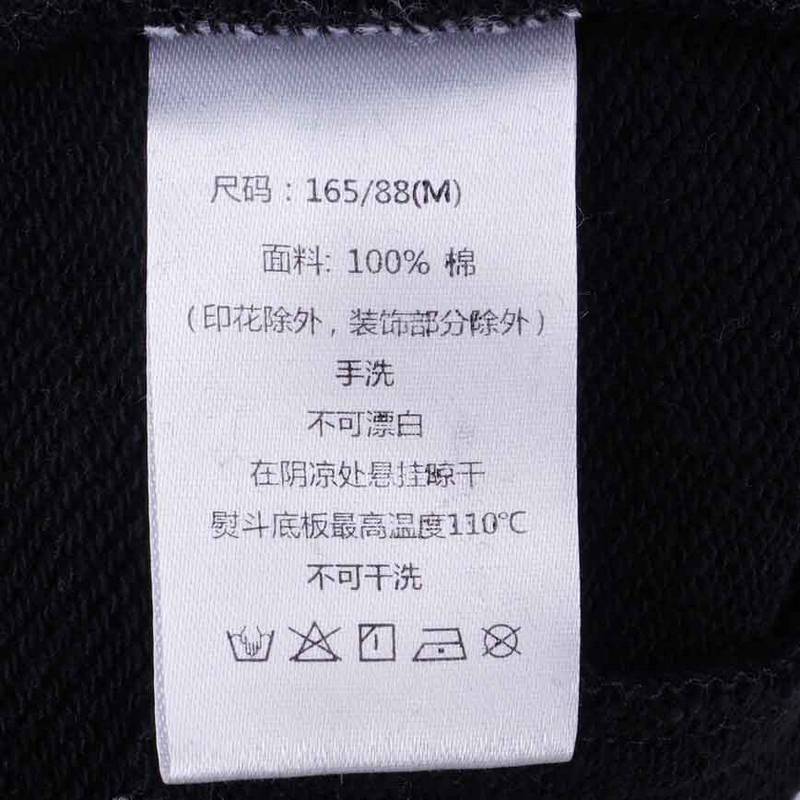 尺码：165/88(M)
面料: 100% 棉
（印花除外，装饰部分除外）
手洗
不可漂白
在阴凉处悬挂晾干
熨斗底板最高温度110℃
不可干洗